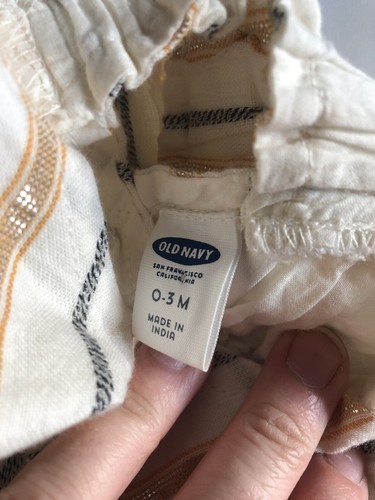 OLD NAVY
SAN FRANCISCO
CALIFORNIA
0-3 M
MADE IN
INDIA